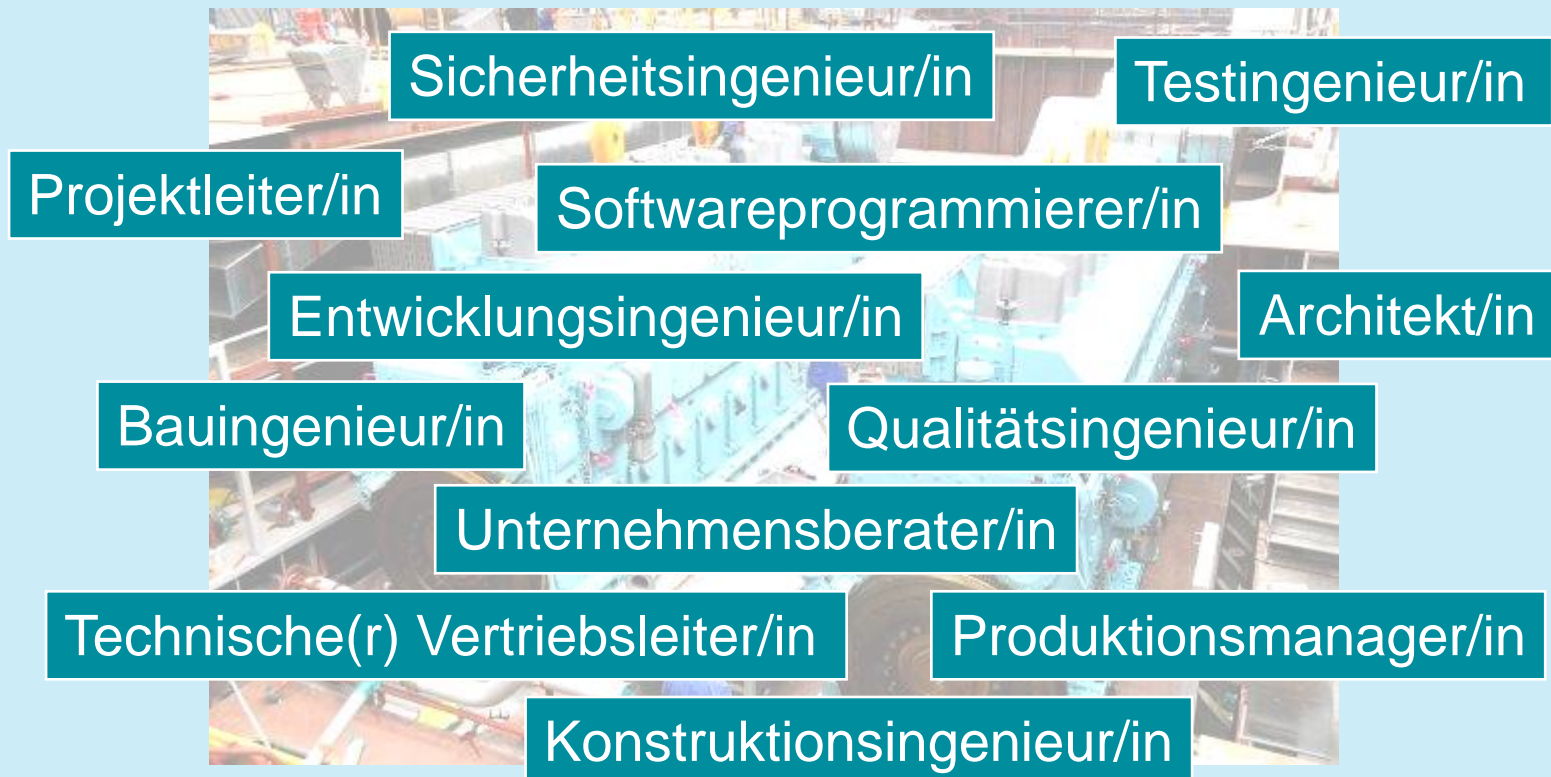 Sicherheitsingenieur/in
Testingenieur/in
Projektleiter/in
Softwareprogrammierer/in
Entwicklungsingenieur/in
Architekt/in
Bauingenieur/in
Qualitätsingenieur/in
Unternehmensberater/in
Technische(r) Vertriebsleiter/in
Produktionsmanager/in
Konstruktionsingenieur/in